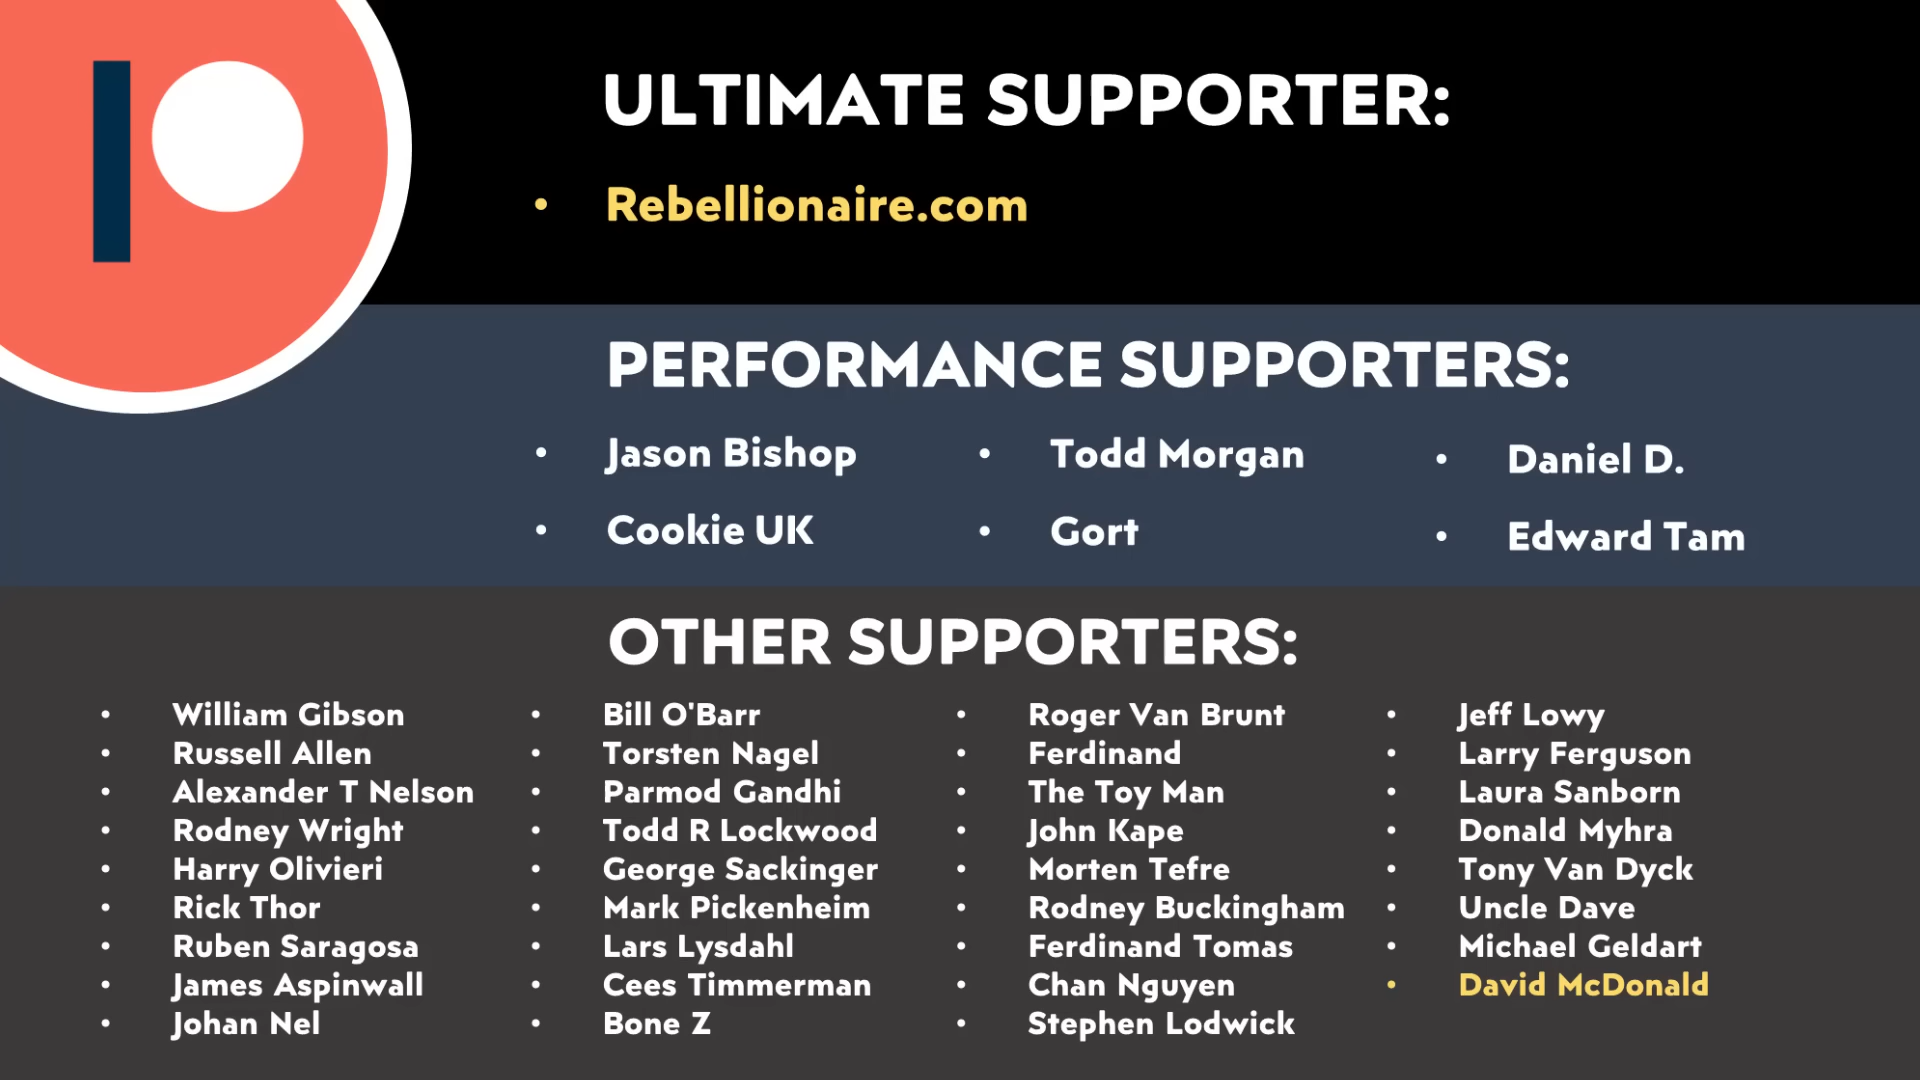 ULTIMATE SUPPORTER:
• Rebellionaire.com
PERFORMANCE SUPPORTERS:
• Jason Bishop
• Cookie UK
• Todd Morgan
• Gort
• Daniel D.
• Edward Tam
OTHER SUPPORTERS:
• William Gibson
• Russell Allen
• Alexander T Nelson
• Rodney Wright
• Harry Olivieri
• Rick Thor
• Ruben Saragosa
• James Aspinwall
• Johan Nel
• Bill O'Barr
• Torsten Nagel
• Parmod Gandhi
• Todd R Lockwood
• George Sackinger
• Mark Pickenheim
• Lars Lysdahl
• Cees Timmerman
• Bone Z
• Roger Van Brunt
• Ferdinand
• The Toy Man
• John Kape
• Morten Tefre
• Rodney Buckingham
• Ferdinand Tomas
• Chan Nguyen
• Stephen Lodwick
• Jeff Lowy
• Larry Ferguson
• Laura Sanborn
• Donald Myhra
• Tony Van Dyck
• Uncle Dave
• Michael Geldart
• David McDonald